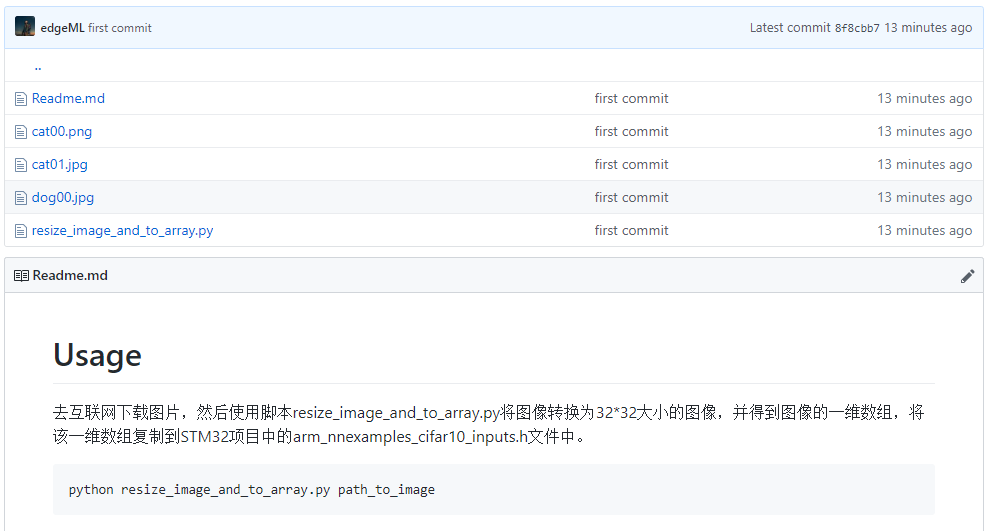 edgeML first commit Latest commit 8f8cbb7 13 minutes ago
..
Readme.md first commit 13 minutes ago
cat00.png first commit 13 minutes ago
cat01.jpg first commit 13 minutes ago
dog00.jpg first commit 13 minutes ago
resize_image_and_to_array.py first commit 13 minutes ago
Readme.md
Usage
去互联网下载图片，然后使用脚本resize_image_and_to_array.py将图像转换为32*32大小的图像，并得到图像的一维数组，将
该一维数组复制到STM32项目中的arm_nnexamples_cifar10_inputs.h文件中。
python resize_image_and_to_array.py path_to_image